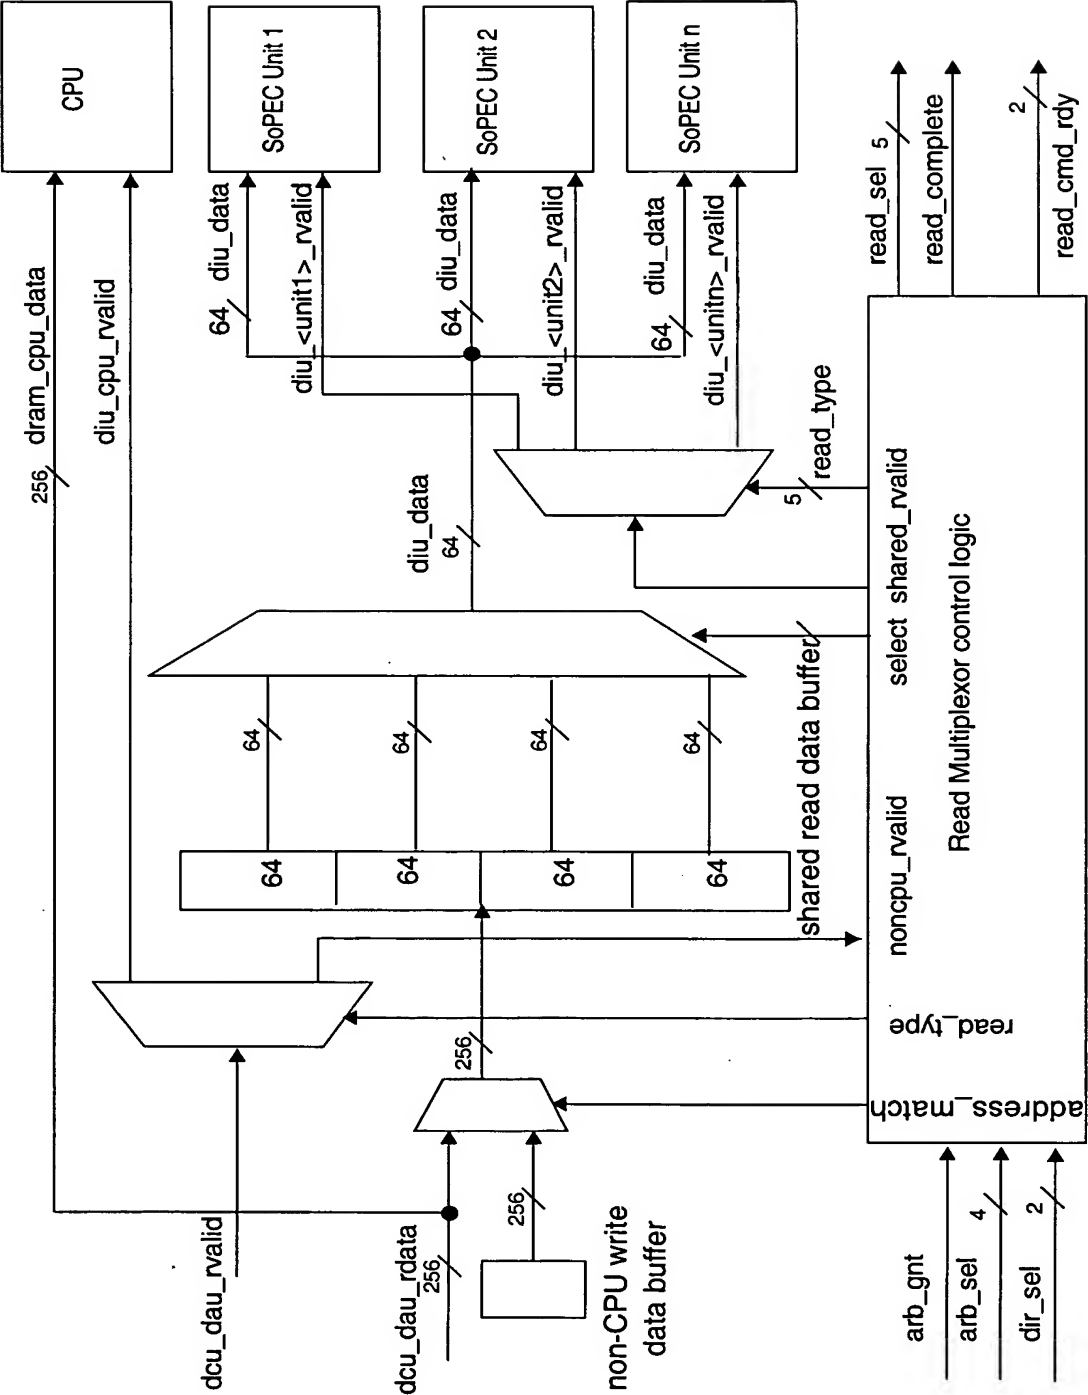 CPU
SoPEC Unit 1
SoPEC Unit 2
SoPEC Unit n
256
dram_cpu_data
diu_cpu_rvalid
64
diu_data
diu_<unit1>_rvalid
64
diu_data
diu_<unit2>_rvalid
64
diu_data
diu_<unitn>_rvalid
diu_data
64
5
read_type
64
64
64
64
shared read data buffer
64
64
64
64
256
dcu_dau_rvalid
dcu_dau_rdata
256
256
non-CPU write
data buffer
address_match
read_type
noncpu_rvalid
select
shared_rvalid
Read Multiplexor control logic
arb_gnt
arb_sel
4
dir_sel
2
read_sel
5
read_complete
2
read_cmd_rdy